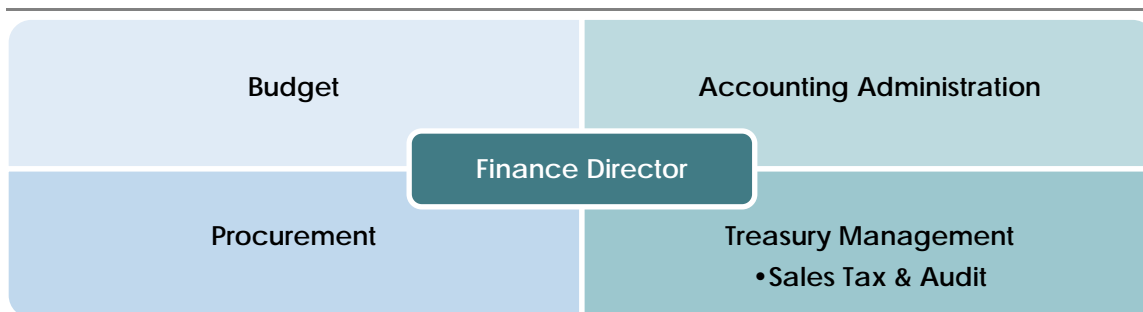 Budget
Accounting Administration
Finance Director
Procurement
Treasury Management
•Sales Tax & Audit